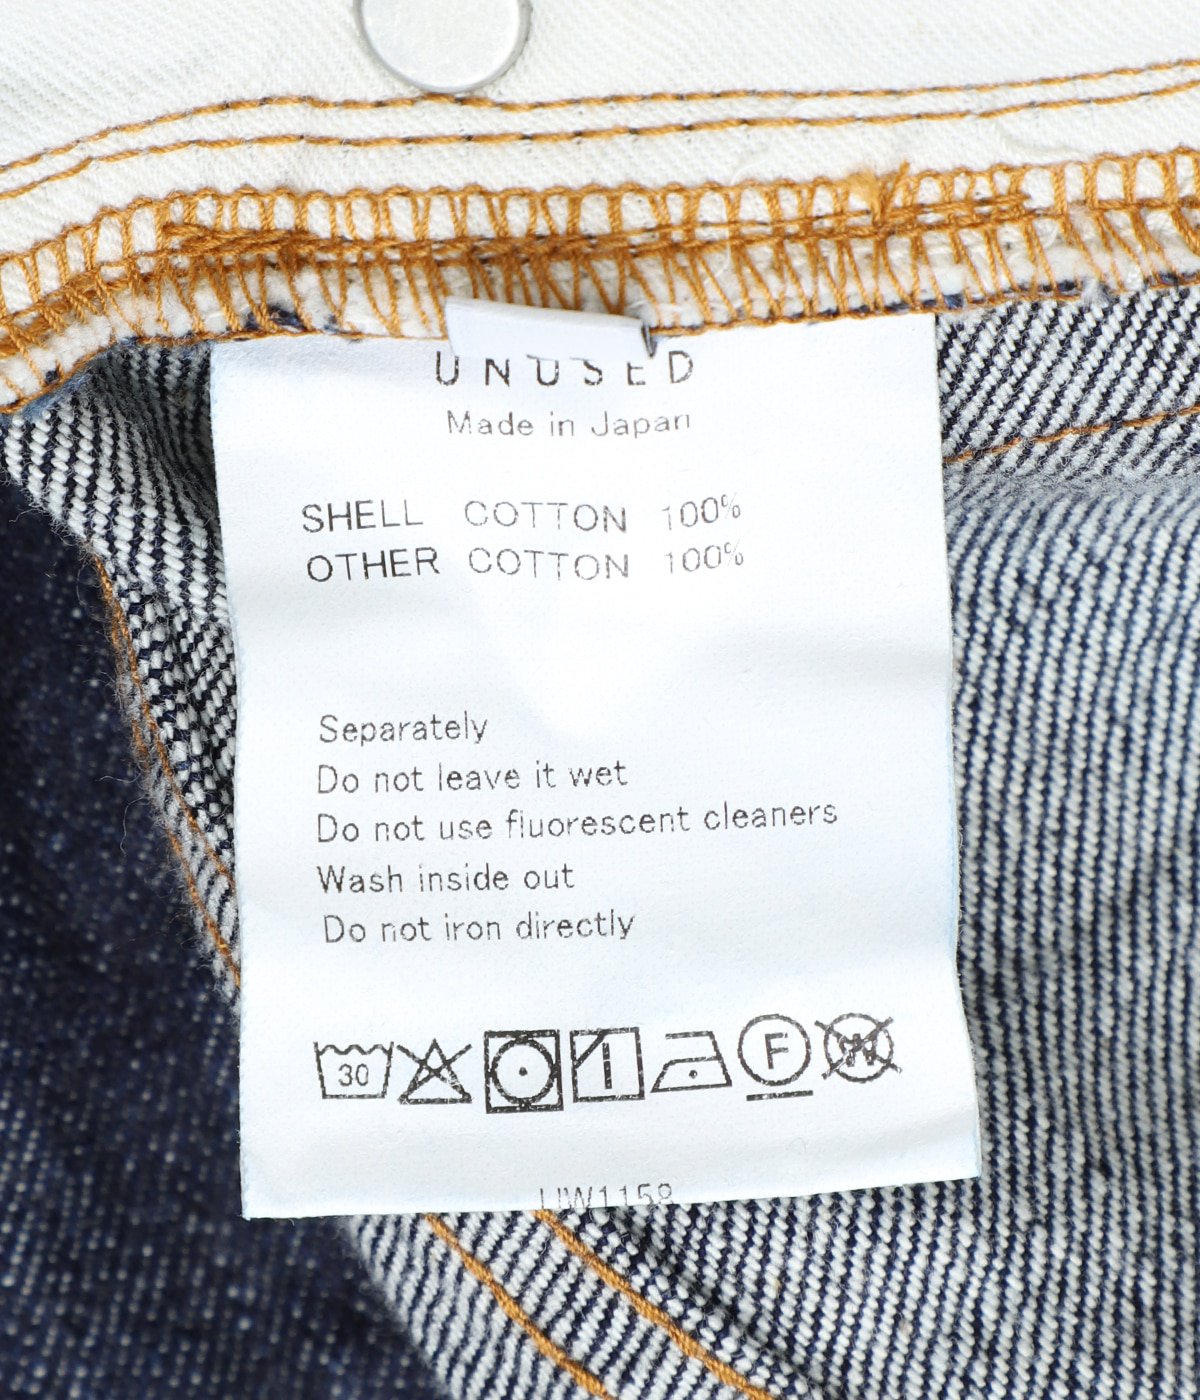 UNUSED
Made in Japan
SHELL COTTON 100%
OTHER COTTON 100%
Separately
Do not leave it wet
Do not use fluorescent cleaners
Wash inside out
Do not iron directly
30 F W
UW1158